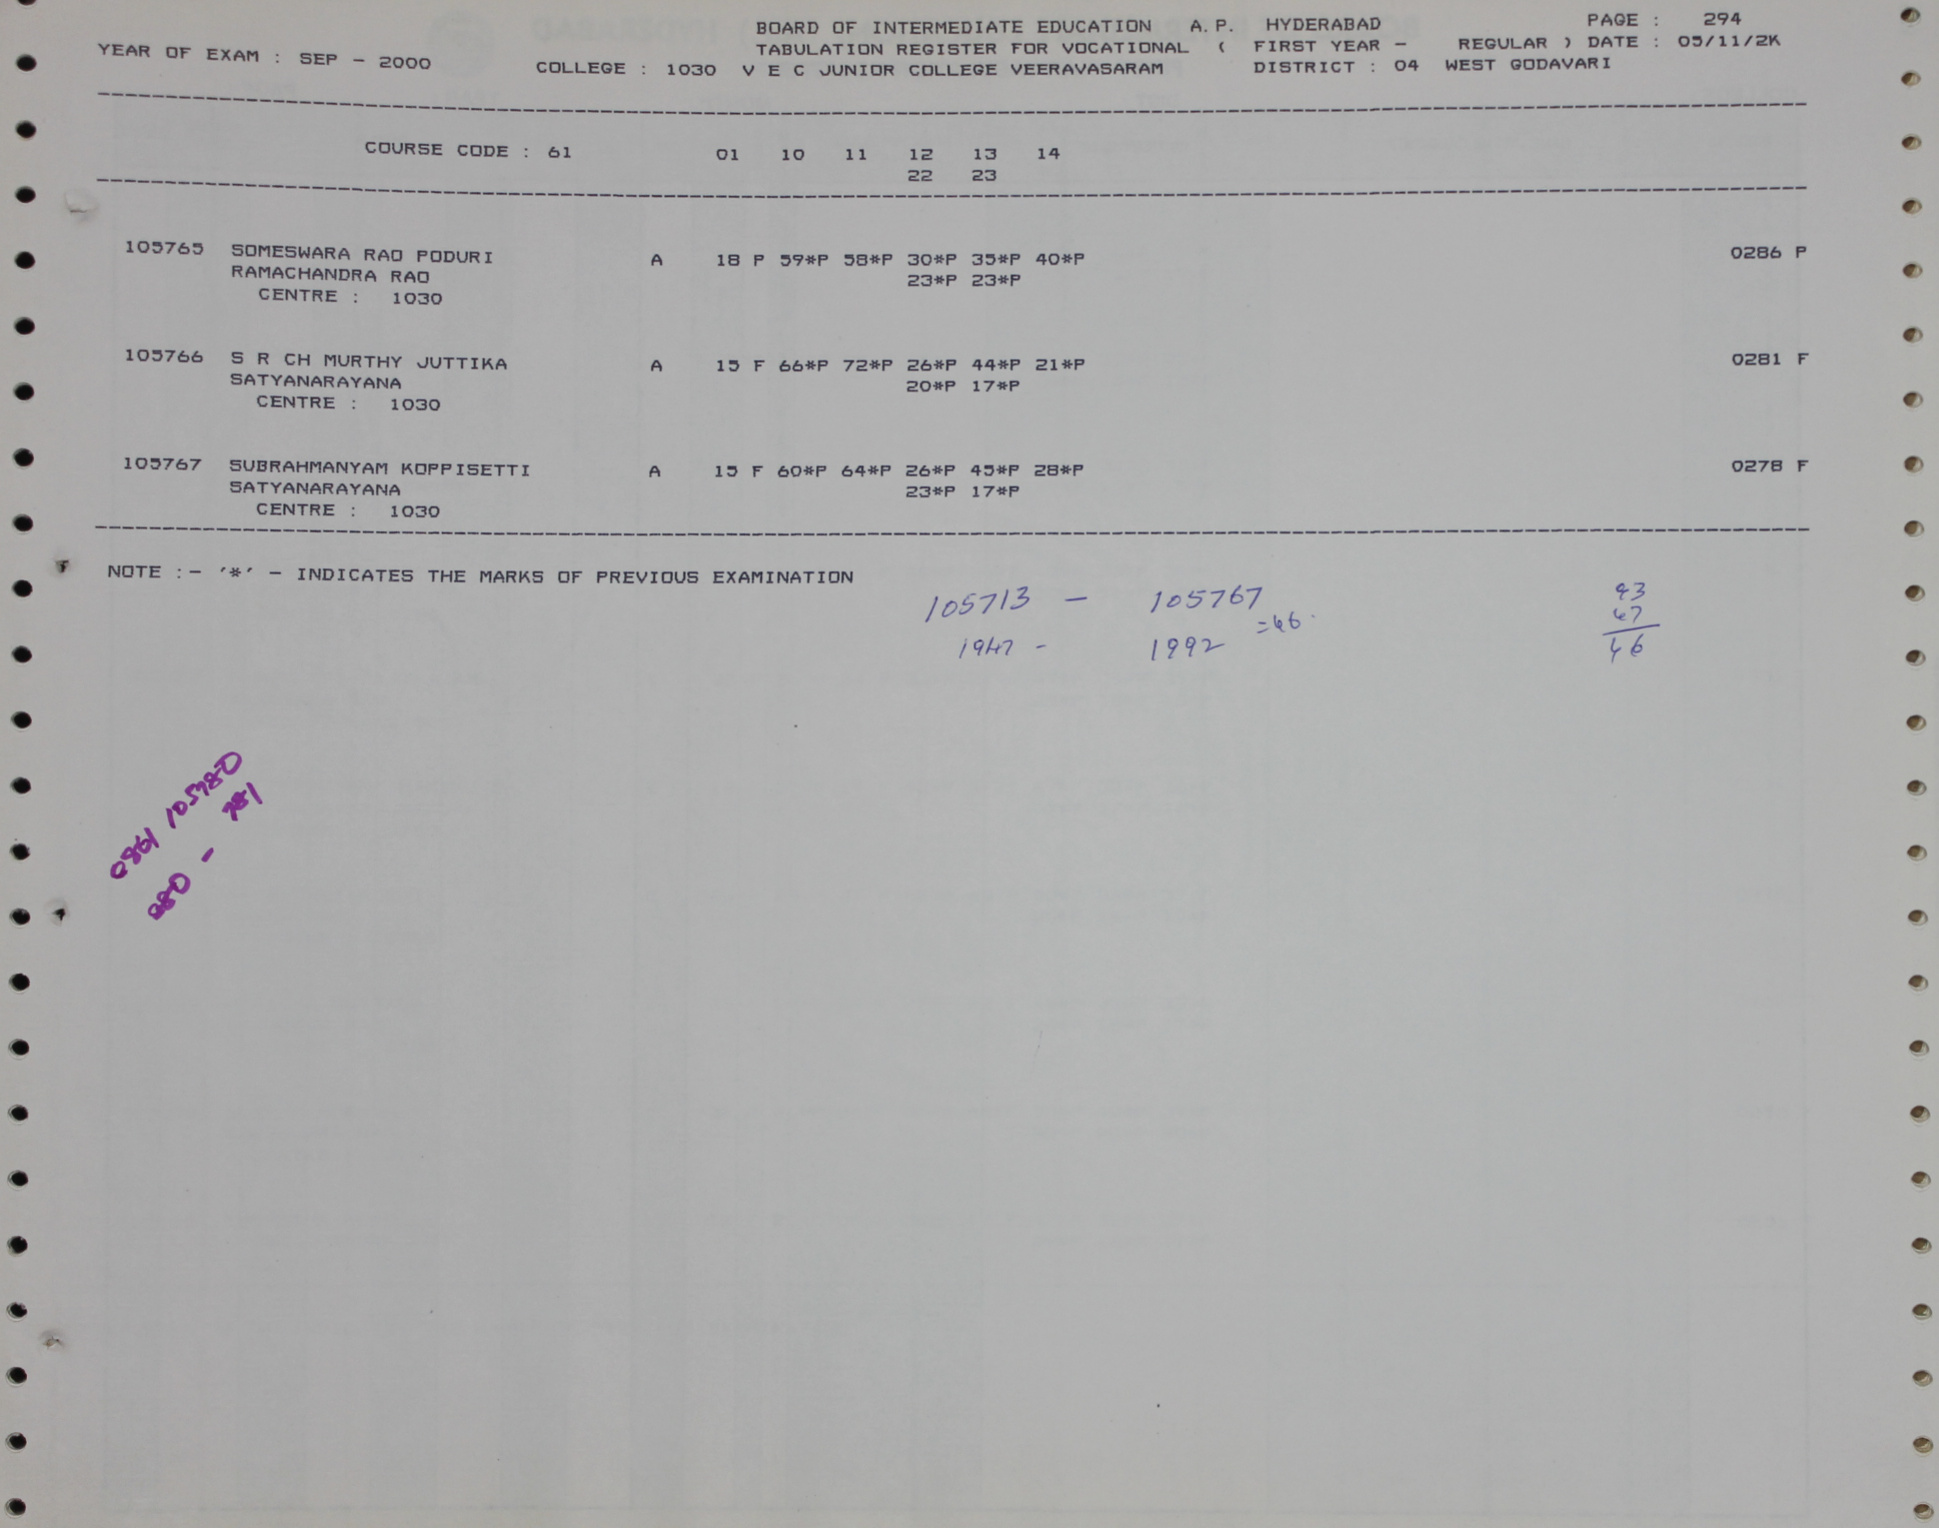 BOARD OF INTERMEDIATE EDUCATION A.P. HYDERABAD PAGE : 294
YEAR OF EXAM : SEP - 2000 TABULATION REGISTER FOR VOCATIONAL ( FIRST YEAR - REGULAR ) DATE : 05/11/2K
COLLEGE : 1030 V E C JUNIOR COLLEGE VEERAVASARAM DISTRICT : 04 WEST GODAVARI
COURSE CODE : 61 01 10 11 12 13 14
22 23
105765 SOMESWARA RAO PODURI A 18 P 59*P 58*P 30*P 35*P 40*P 0286 P
RAMACHANDRA RAO 23*P 23*P
CENTRE : 1030
105766 S R CH MURTHY JUTTIKA A 15 F 66*P 72*P 26*P 44*P 21*P 0281 F
SATYANARAYANA 20*P 17*P
CENTRE : 1030
105767 SUBRAHMANYAM KOPPISETTI A 15 F 60*P 64*P 26*P 45*P 28*P 0278 F
SATYANARAYANA 23*P 17*P
CENTRE : 1030
NOTE :- '*' - INDICATES THE MARKS OF PREVIOUS EXAMINATION
105713 - 105767
1947 - 1992 =46
93
47
46